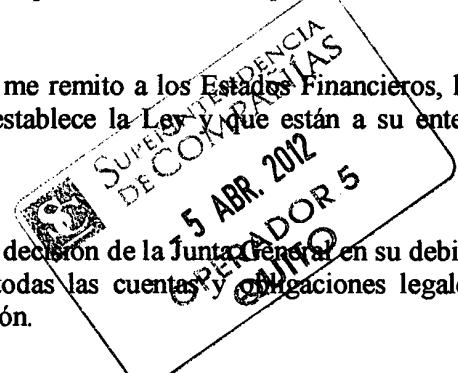 me remito a los Estados Financieros, l
establece la Ley y que están a su ente
SUPERINTENDENCIA
DE COMPAÑIAS
- 5 ABR. 2012
OPERADOR 5
QUITO
decisión de la Junta General en su debi
todas las cuentas y obligaciones legale
ón.